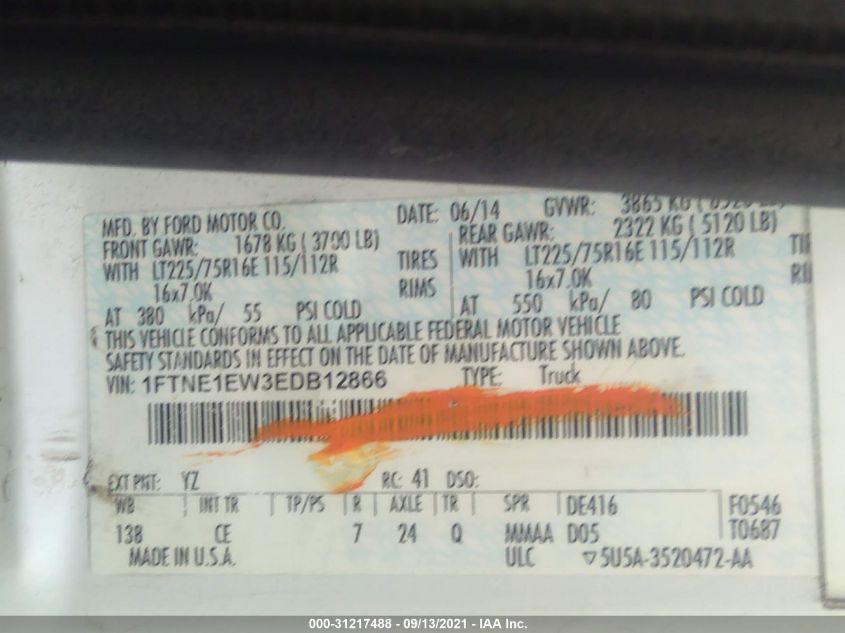 MFD. BY FORD MOTOR CO. DATE: 06/14 GVWR: 3865 KG
FRONT GAWR: 1678 KG ( 3700 LB) REAR GAWR: 2322 KG ( 5120 LB)
WITH LT225/75R16E 115/112R TIRES WITH LT225/75R16E 115/112R
16x7.0K RIMS 16x7.0K
AT 380 kPa/ 55 PSI COLD AT 550 kPa/ 80 PSI COLD
THIS VEHICLE CONFORMS TO ALL APPLICABLE FEDERAL MOTOR VEHICLE
SAFETY STANDARDS IN EFFECT ON THE DATE OF MANUFACTURE SHOWN ABOVE.
VIN: 1FTNE1EW3EDB12866 TYPE: Truck
EXT PNT: YZ RC: 41 DSO:
WB INT TR TP/PS R AXLE TR SPR DE416 F0546
138 CE 7 24 Q MMAA D05 T0687
MADE IN U.S.A. ULC ▽5U5A-3520472-AA
000-31217488 - 09/13/2021 - IAA Inc.